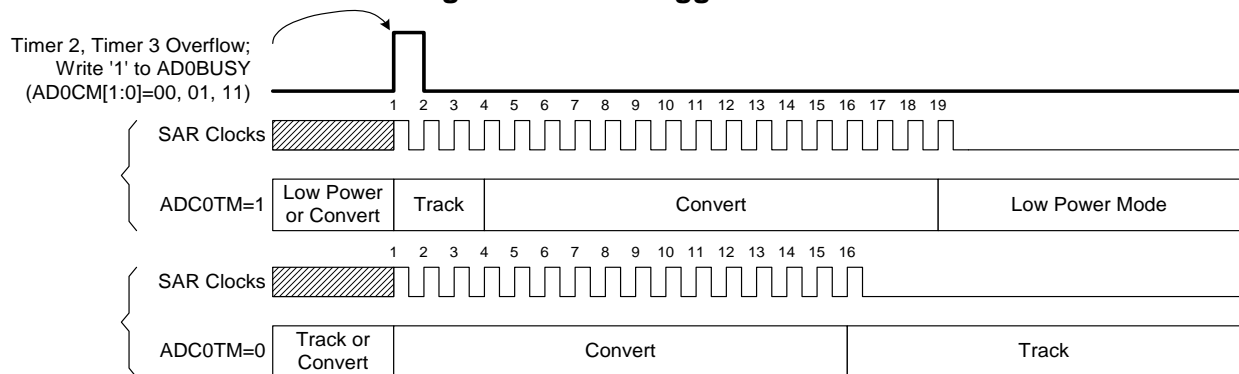 Timer 2, Timer 3 Overflow;
Write '1' to AD0BUSY
(AD0CM[1:0]=00, 01, 11)
1 2 3 4 5 6 7 8 9 10 11 12 13 14 15 16 17 18 19
SAR Clocks
ADC0TM=1
Low Power
or Convert
Track
Convert
Low Power Mode
1 2 3 4 5 6 7 8 9 10 11 12 13 14 15 16
SAR Clocks
ADC0TM=0
Track or
Convert
Convert
Track